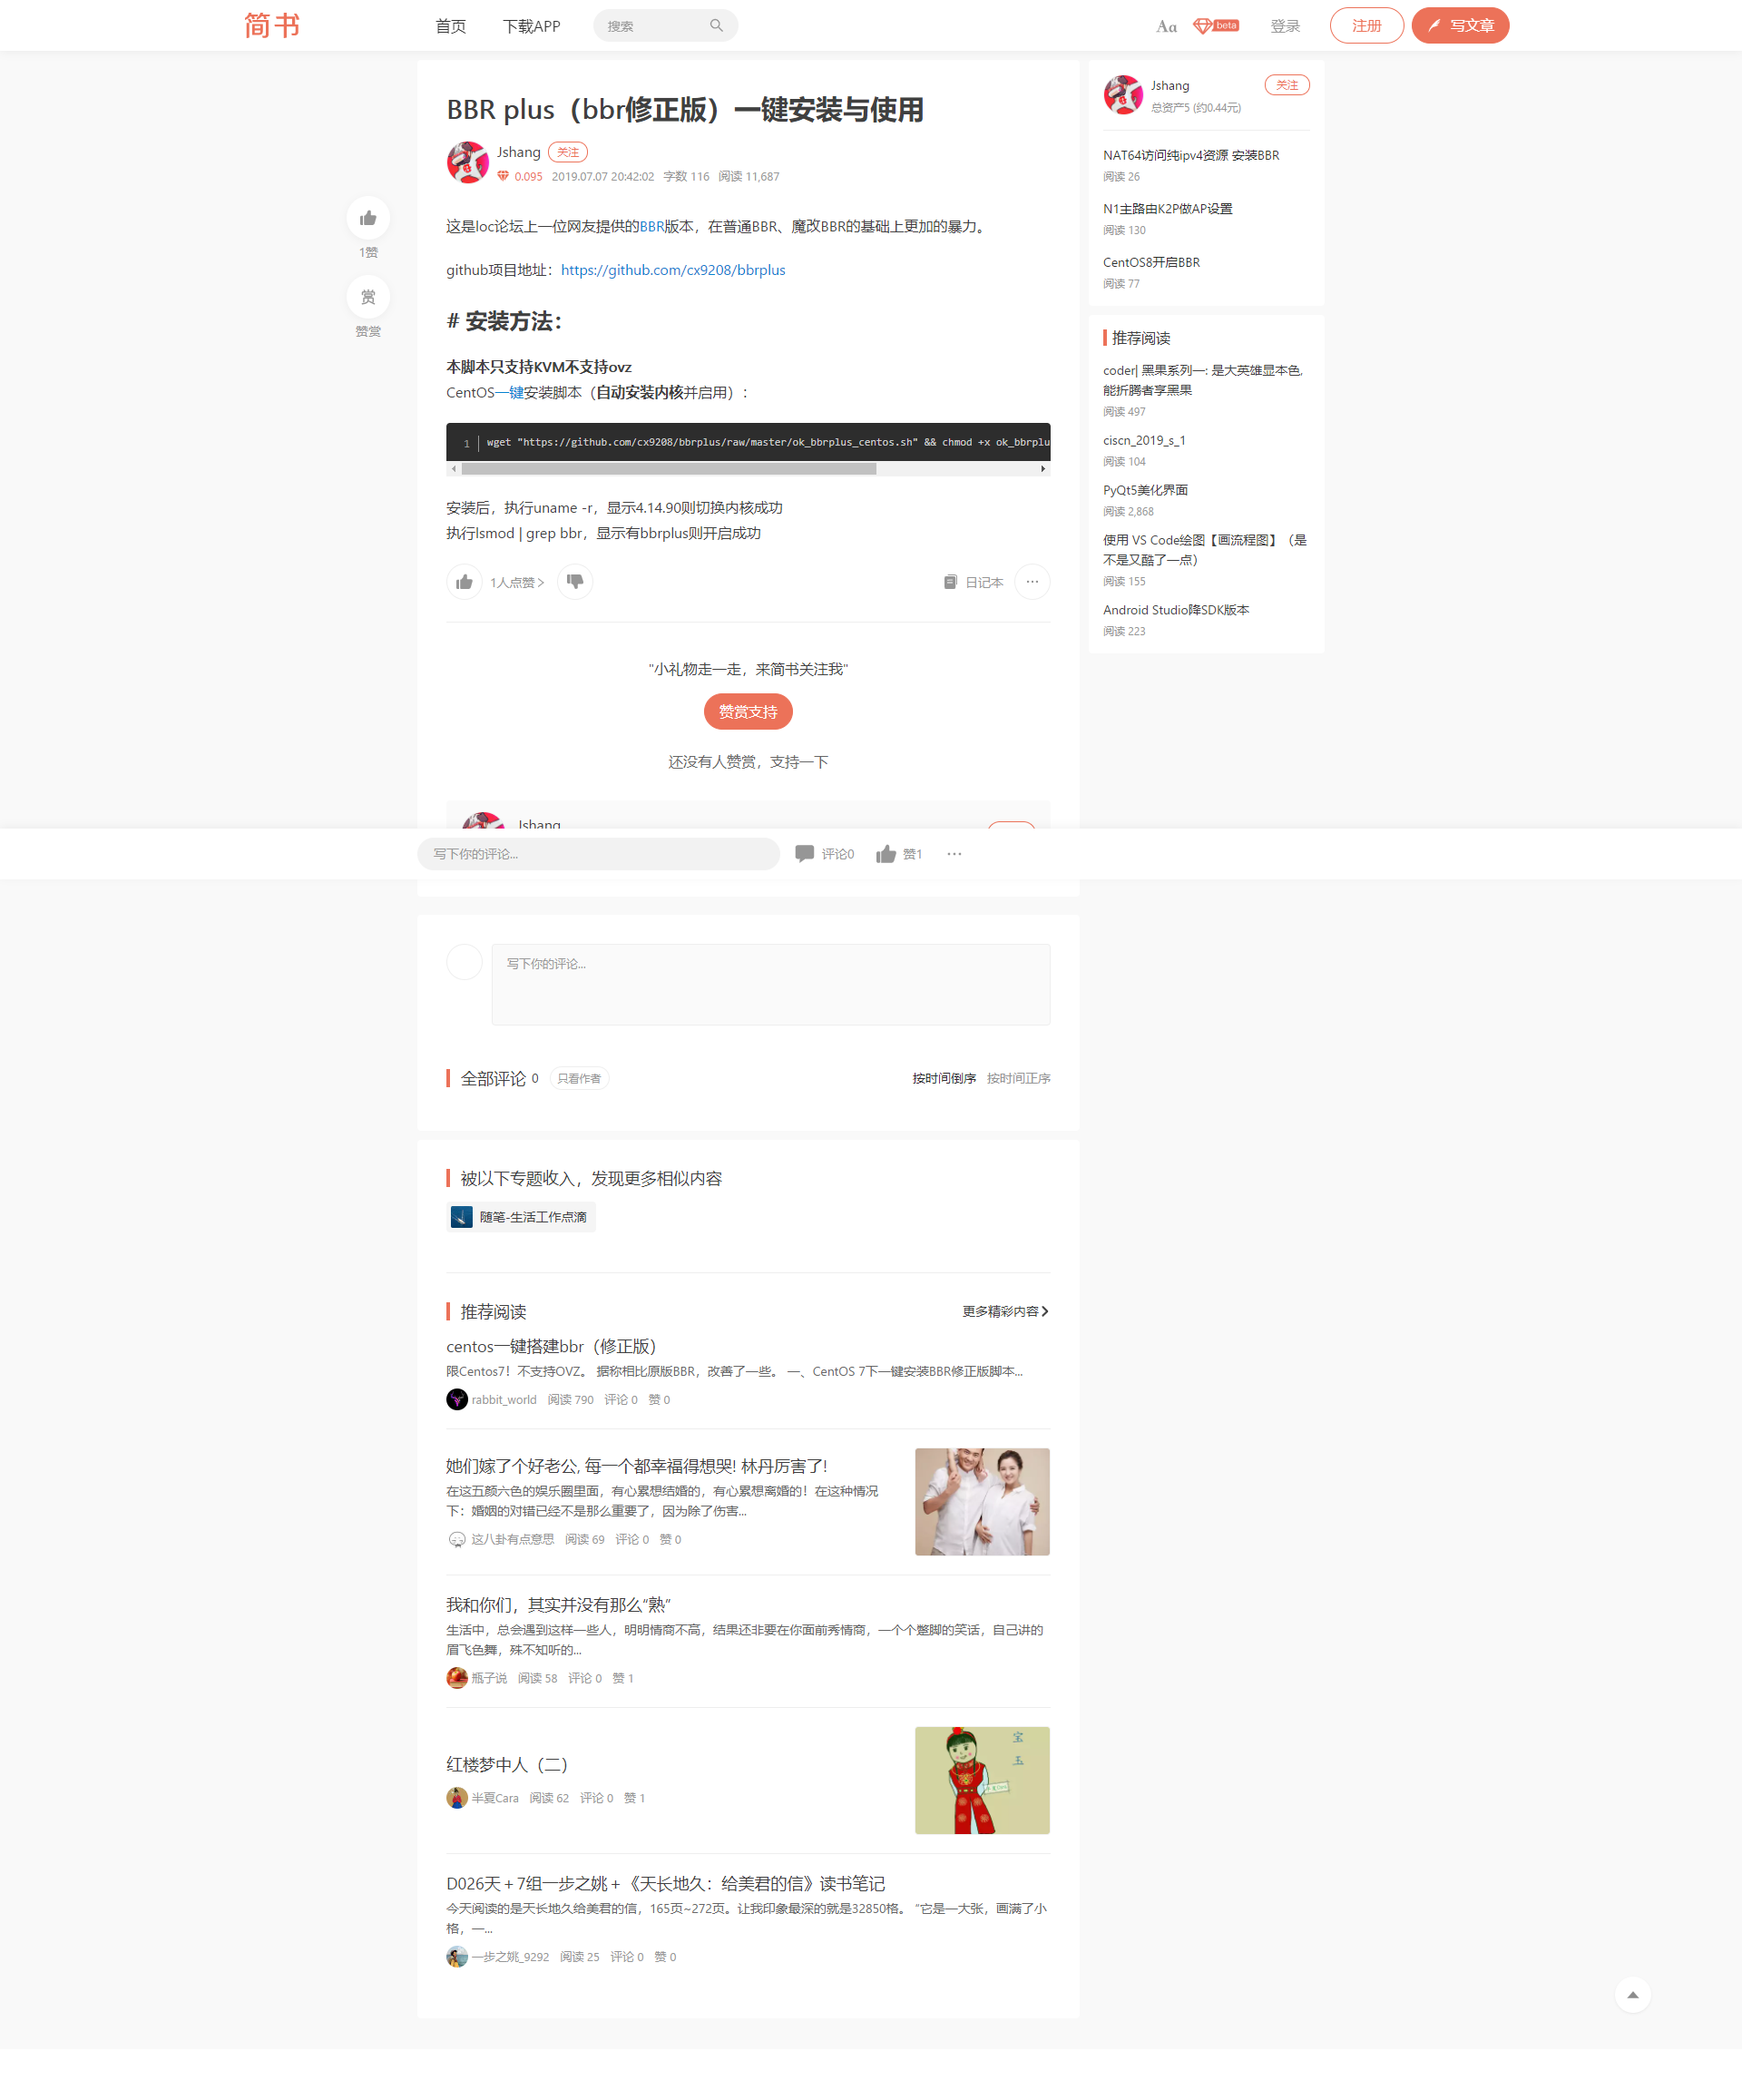 简书
首页 下载APP 搜索 Aa beta 登录 注册 写文章
BBR plus（bbr修正版）一键安装与使用
Jshang 关注
0.095 2019.07.07 20:42:02 字数 116 阅读 11,687
1赞
赏
赞赏
这是loc论坛上一位网友提供的BBR版本，在普通BBR、魔改BBR的基础上更加的暴力。
github项目地址：https://github.com/cx9208/bbrplus
# 安装方法：
本脚本只支持KVM不支持ovz
CentOS一键安装脚本（自动安装内核并启用）：
1 wget "https://github.com/cx9208/bbrplus/raw/master/ok_bbrplus_centos.sh" && chmod +x ok_bbrplu
安装后，执行uname -r，显示4.14.90则切换内核成功
执行lsmod | grep bbr，显示有bbrplus则开启成功
1人点赞 > 日记本 ...
"小礼物走一走，来简书关注我"
赞赏支持
还没有人赞赏，支持一下
Jshang
写下你的评论... 评论0 赞1 ...
写下你的评论...
全部评论 0 只看作者 按时间倒序 按时间正序
被以下专题收入，发现更多相似内容
随笔-生活工作点滴
推荐阅读 更多精彩内容 >
centos一键搭建bbr（修正版）
限Centos7！不支持OVZ。 据称相比原版BBR，改善了一些。 一、CentOS 7下一键安装BBR修正版脚本...
rabbit_world 阅读 790 评论 0 赞 0
她们嫁了个好老公, 每一个都幸福得想哭! 林丹厉害了!
在这五颜六色的娱乐圈里面，有心累想结婚的，有心累想离婚的！在这种情况
下：婚姻的对错已经不是那么重要了，因为除了伤害...
这八卦有点意思 阅读 69 评论 0 赞 0
我和你们，其实并没有那么“熟”
生活中，总会遇到这样一些人，明明情商不高，结果还非要在你面前秀情商，一个个蹩脚的笑话，自己讲的
眉飞色舞，殊不知听的...
瓶子说 阅读 58 评论 0 赞 1
红楼梦中人（二）
半夏Cara 阅读 62 评论 0 赞 1
宝
玉
D026天＋7组一步之姚＋《天长地久：给美君的信》读书笔记
今天阅读的是天长地久给美君的信，165页~272页。让我印象最深的就是32850格。 “它是一大张，画满了小
格，一...
一步之姚_9292 阅读 25 评论 0 赞 0
Jshang 关注
总资产5 (约0.44元)
NAT64访问纯ipv4资源 安装BBR
阅读 26
N1主路由K2P做AP设置
阅读 130
CentOS8开启BBR
阅读 77
推荐阅读
coder| 黑果系列一: 是大英雄显本色,
能折腾者享黑果
阅读 497
ciscn_2019_s_1
阅读 104
PyQt5美化界面
阅读 2,868
使用 VS Code绘图【画流程图】（是
不是又酷了一点）
阅读 155
Android Studio降SDK版本
阅读 223